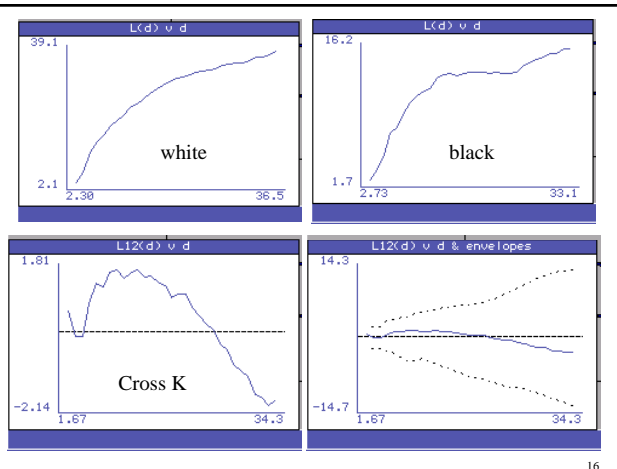 L(d) v d
39.1
white
2.1
2.30
36.5
L(d) v d
16.2
black
1.7
2.73
33.1
L12(d) v d
1.81
Cross K
-2.14
1.67
34.3
L12(d) v d & envelopes
14.3
-14.7
1.67
34.3
16